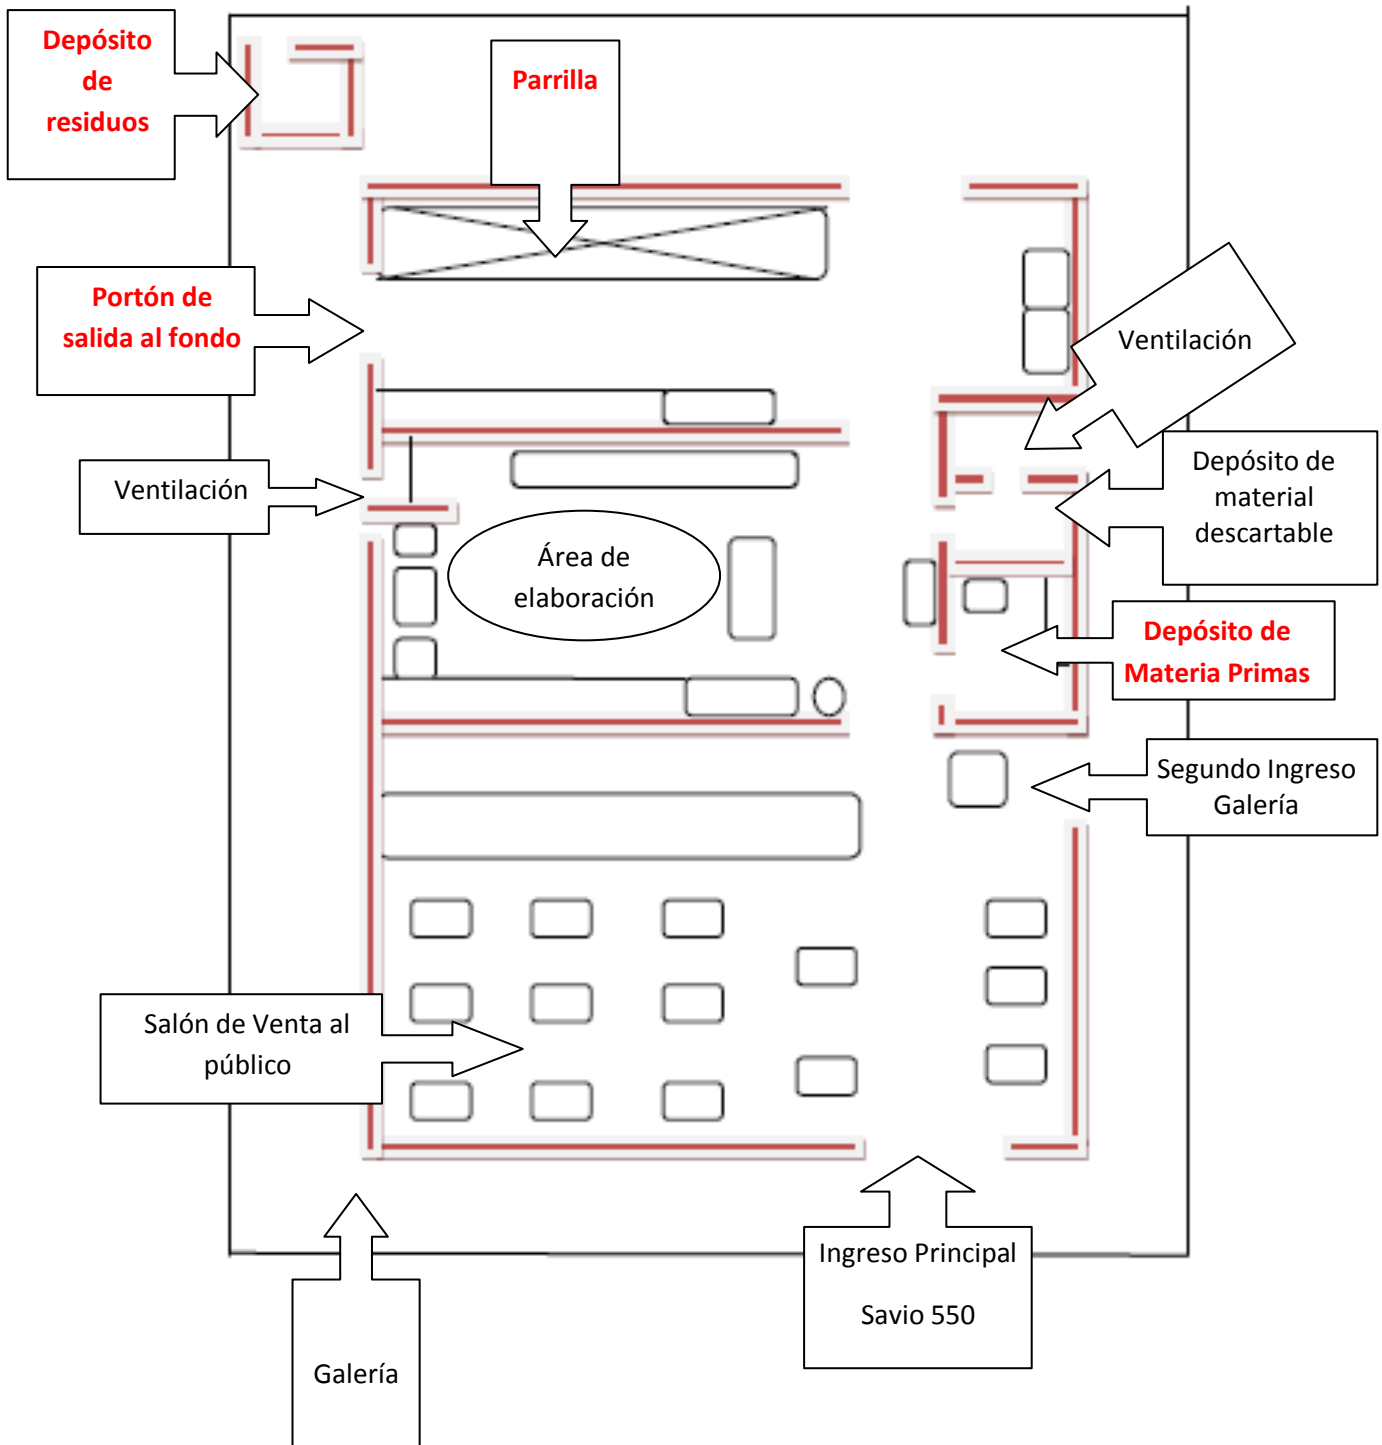 Depósito
de
residuos
Parrilla
Portón de
salida al fondo
Ventilación
Ventilación
Depósito de
material
descartable
Área de
elaboración
Depósito de
Materia Primas
Segundo Ingreso
Galería
Salón de Venta al
público
Ingreso Principal
Savio 550
Galería